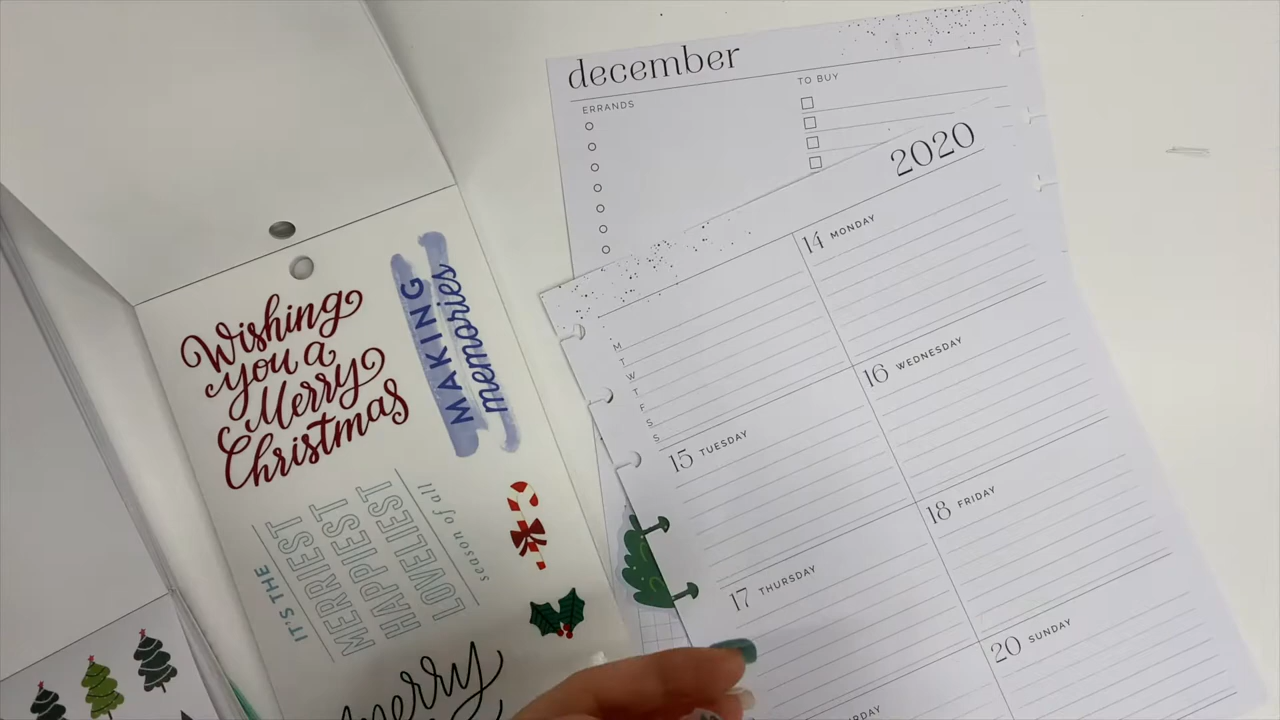 december
ERRANDS
TO BUY
2020
14 MONDAY
M
T
W
T
F
S
S
15 TUESDAY
16 WEDNESDAY
17 THURSDAY
18 FRIDAY
20 SUNDAY
Wishing
you a
Merry
Christmas
MAKING
memories
IT'S THE
MERRIEST
HAPPIEST
LOVELIEST
season of all
merry